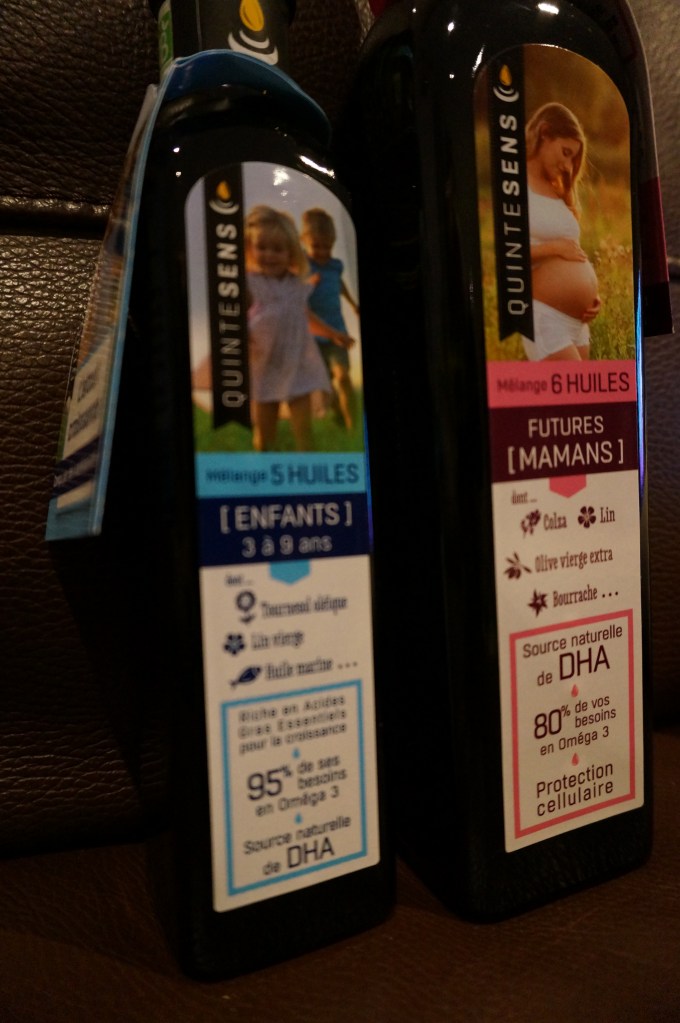 QUINTESENS
Mélange 5 HUILES
[ ENFANTS ]
3 à 9 ans
dont ...
Tournesol oléique
Lin vierge
Huile marine ...
Riche en Acides
Gras Essentiels
pour la croissance
95% de ses
besoins
en Oméga 3
Source naturelle
de DHA
QUINTESENS
Mélange 6 HUILES
FUTURES
[ MAMANS ]
dont ...
Colza Lin
Olive vierge extra
Bourrache ...
Source naturelle
de DHA
80% de vos
besoins
en Oméga 3
Protection
cellulaire